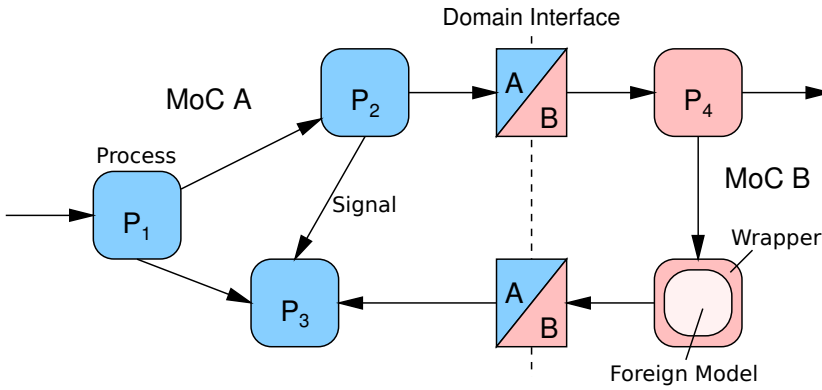 Domain Interface
MoC A
P2
A
B
P4
Process
P1
Signal
MoC B
Wrapper
P3
A
B
Foreign Model